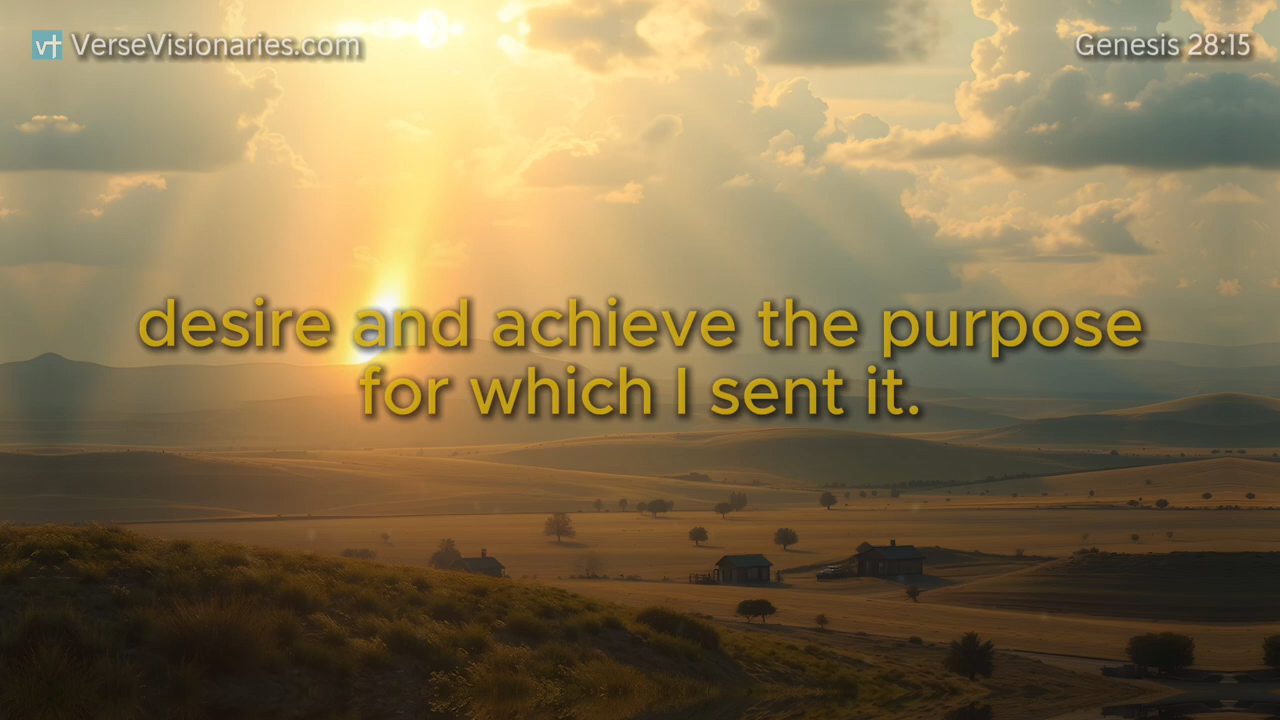 VerseVisionaries.com
Genesis 28:15
desire and achieve the purpose
for which I sent it.